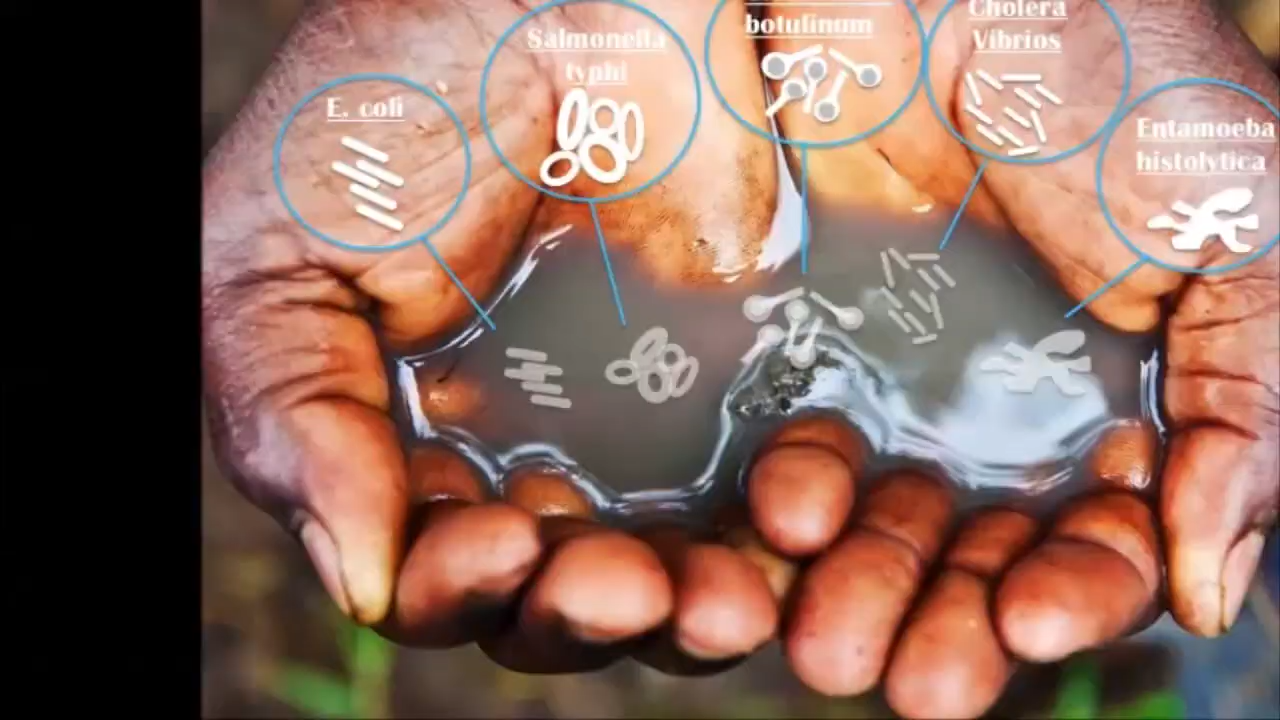 E. coli
Salmonella
typhi
botulinum
Cholera
Vibrios
Entamoeba
histolytica